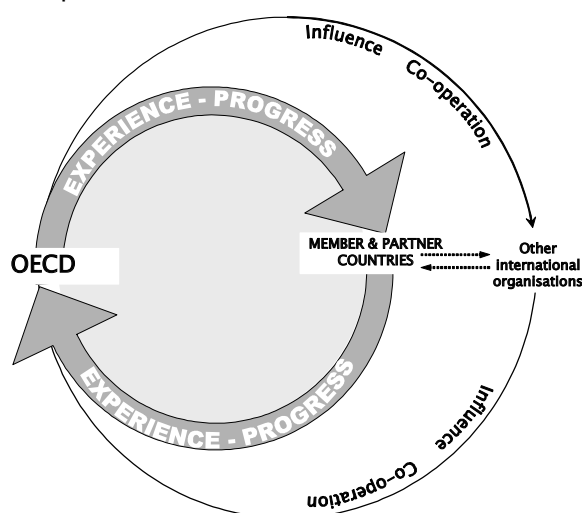 Influence
Co-operation
EXPERIENCE - PROGRESS
OECD
MEMBER & PARTNER
COUNTRIES
Other
international
organisations
EXPERIENCE - PROGRESS
Influence
Co-operation